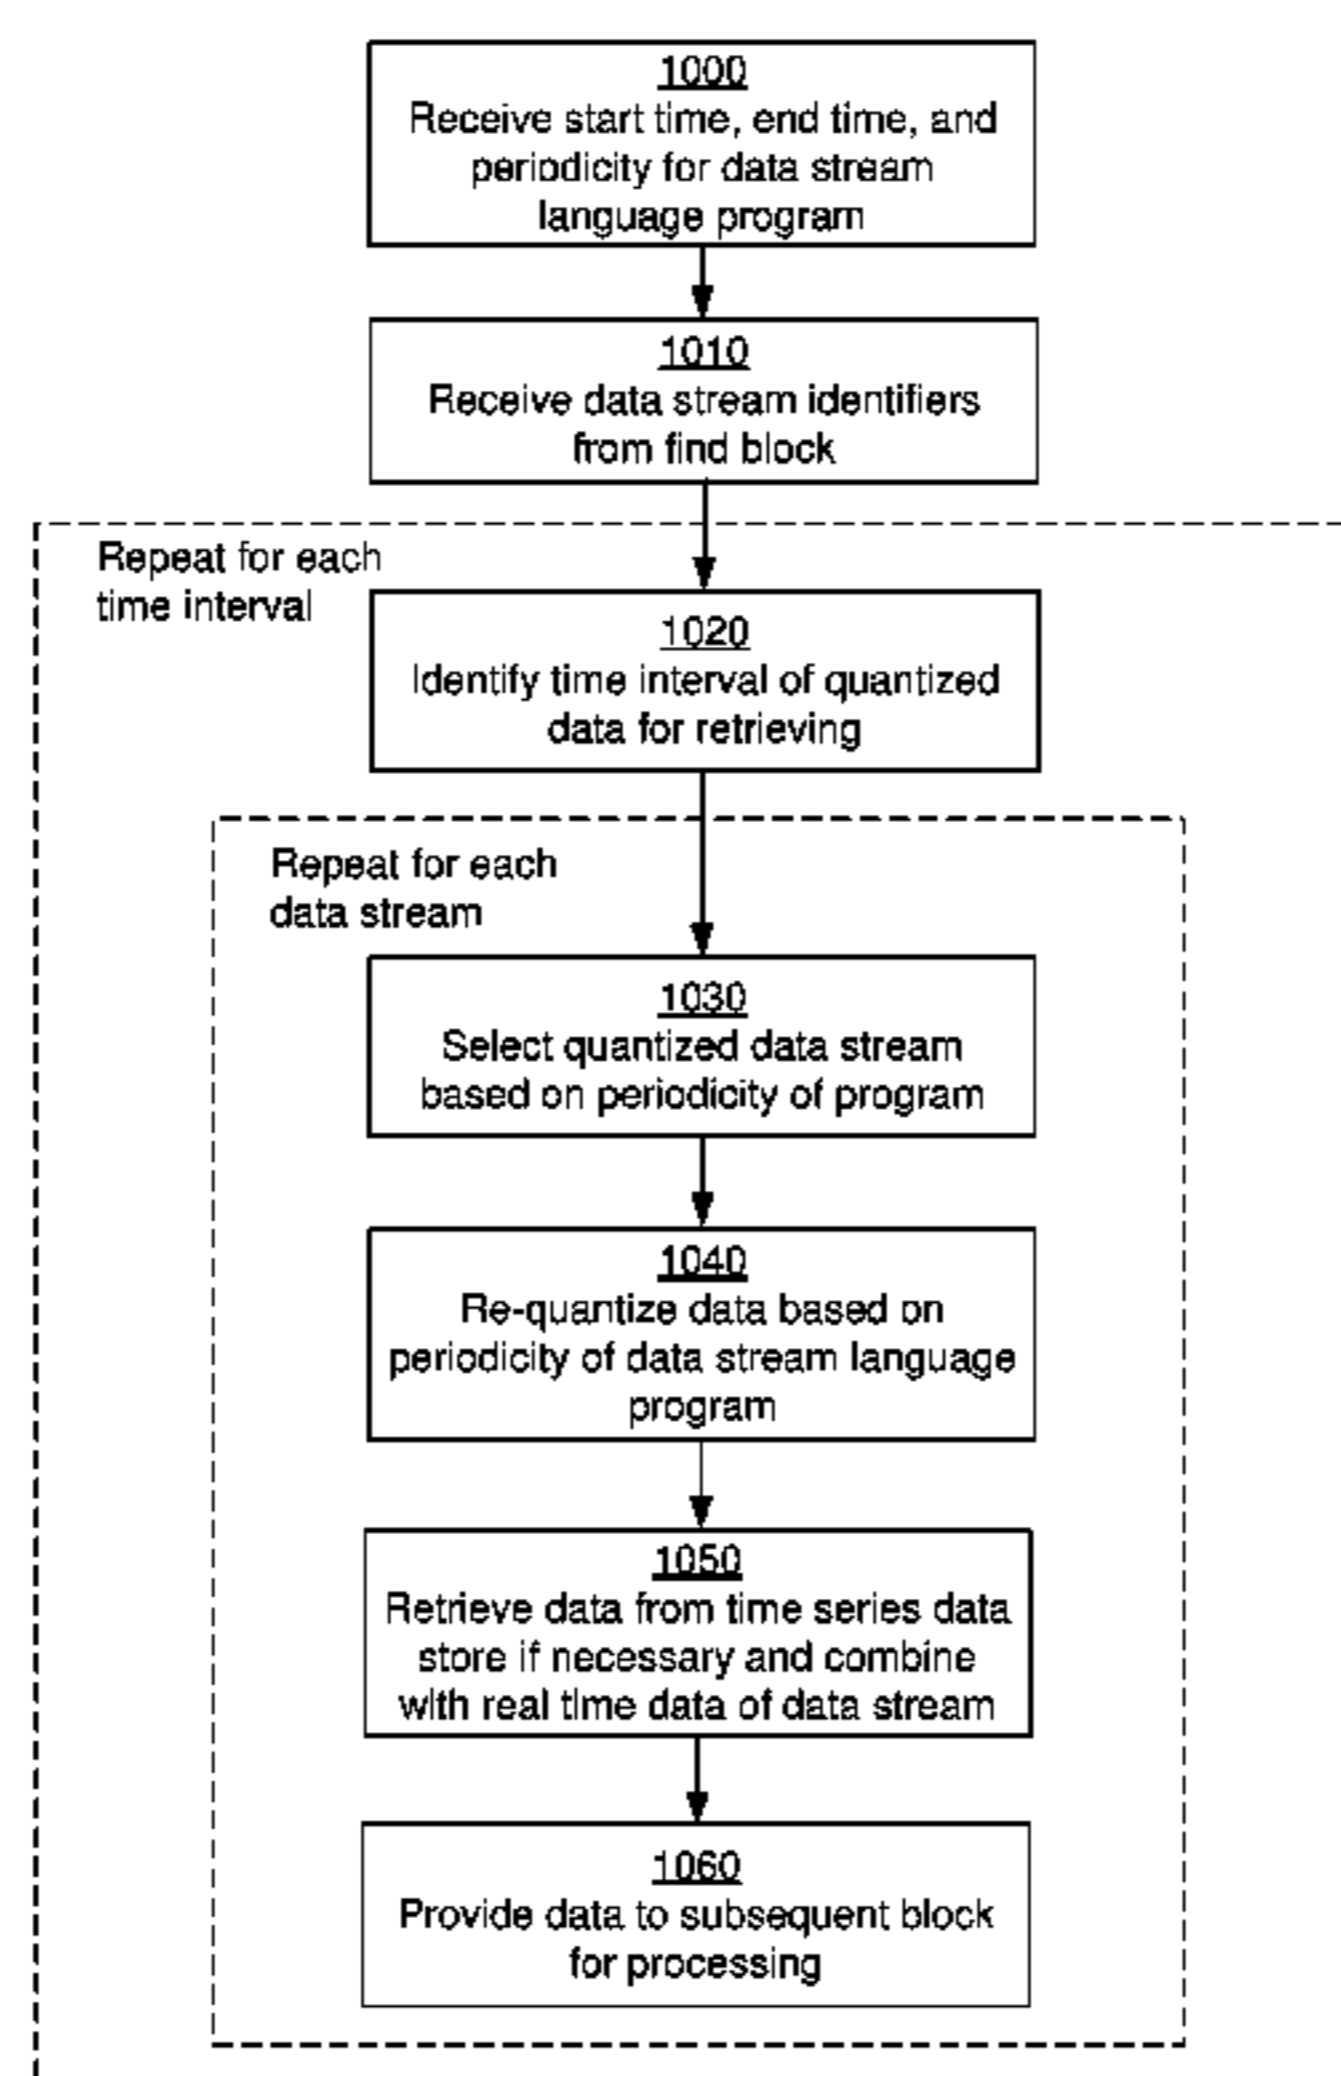 1000
Receive start time, end time, and
periodicity for data stream
language program
1010
Receive data stream identifiers
from find block
Repeat for each
time interval
1020
Identify time interval of quantized
data for retrieving
Repeat for each
data stream
1030
Select quantized data stream
based on periodicity of program
1040
Re-quantize data based on
periodicity of data stream language
program
1050
Retrieve data from time series data
store if necessary and combine
with real time data of data stream
1060
Provide data to subsequent block
for processing